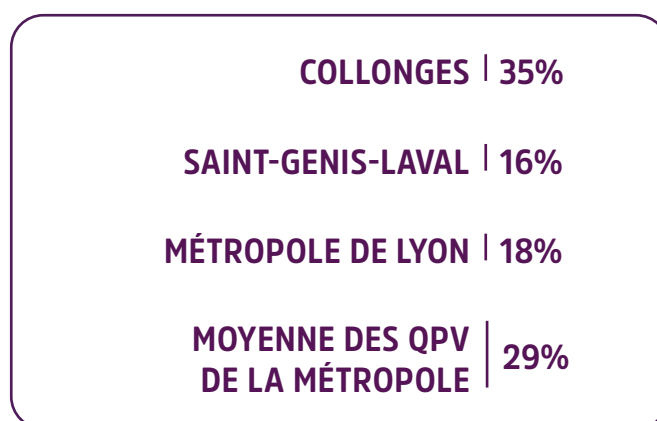 COLLONGES | 35%
SAINT-GENIS-LAVAL | 16%
MÉTROPOLE DE LYON | 18%
MOYENNE DES QPV
DE LA MÉTROPOLE | 29%